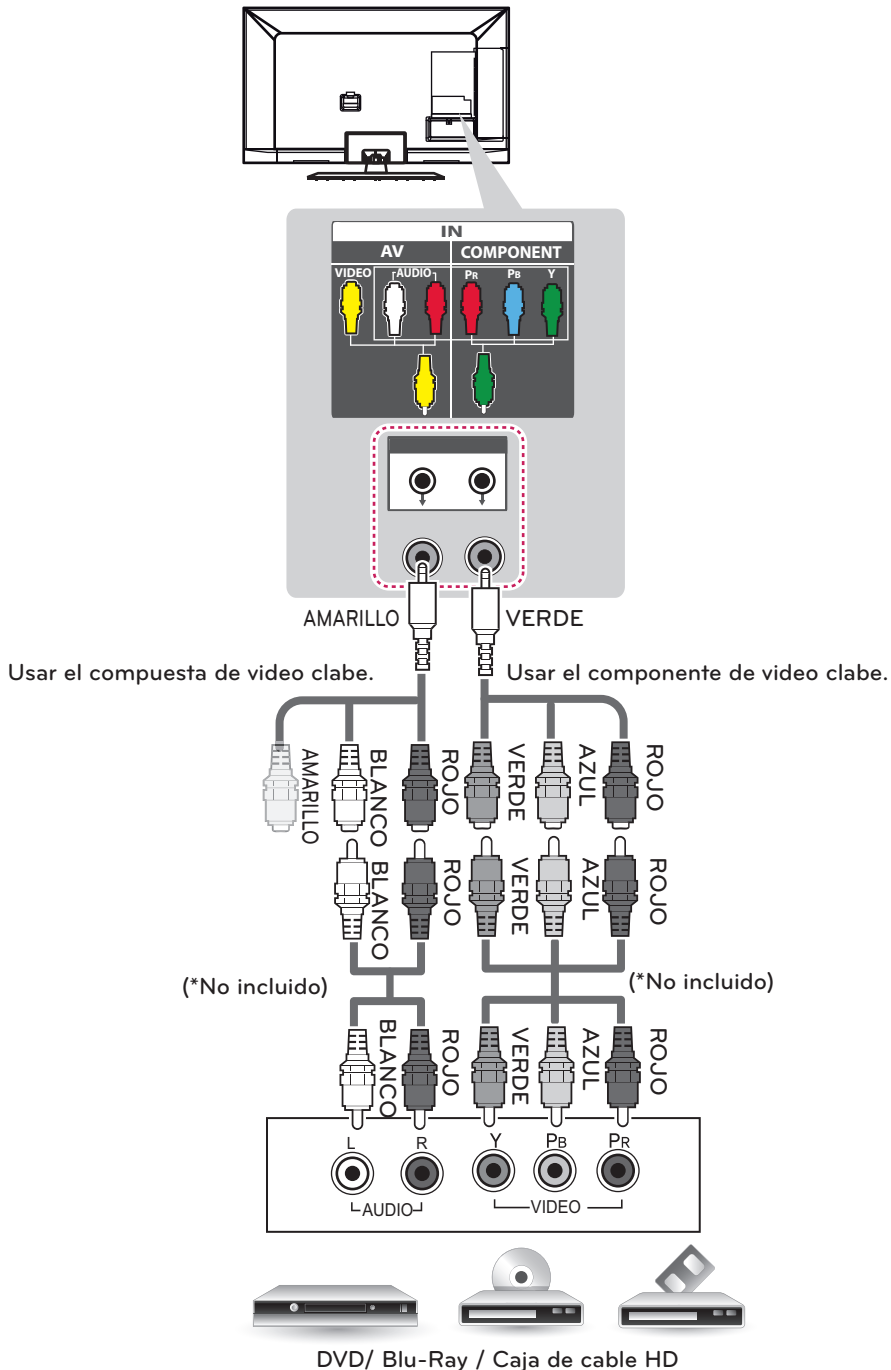 IN
AV COMPONENT
VIDEO AUDIO PR PB Y
AMARILLO VERDE
Usar el compuesta de video clabe. Usar el componente de video clabe.
AMARILLO BLANCO ROJO VERDE AZUL ROJO
BLANCO ROJO VERDE AZUL ROJO
(*No incluido) (*No incluido)
BLANCO ROJO VERDE AZUL ROJO
L R Y PB PR
AUDIO VIDEO
DVD/ Blu-Ray / Caja de cable HD